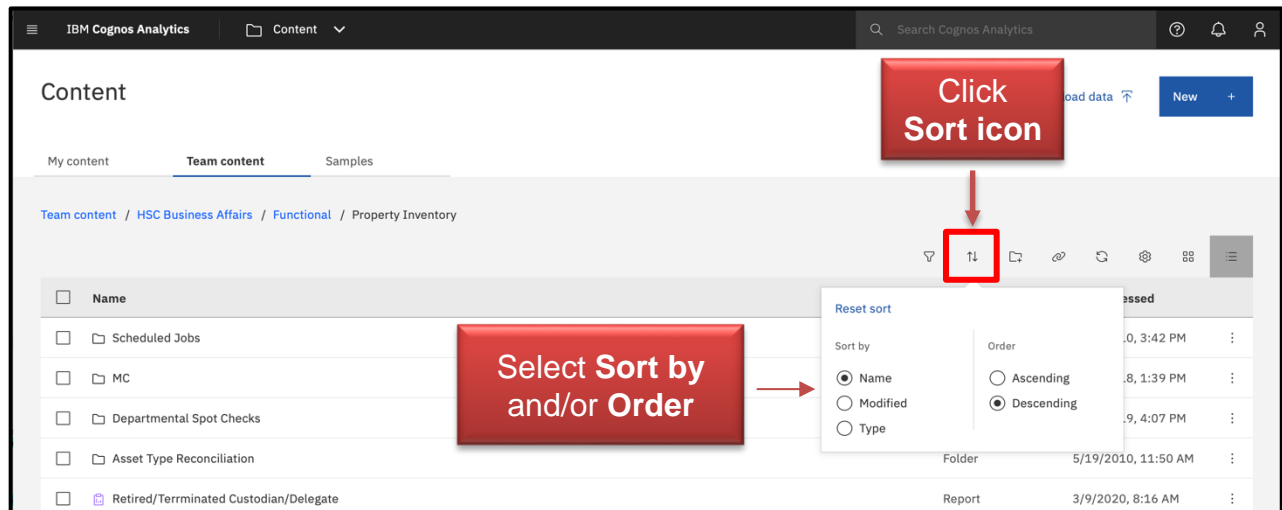 IBM Cognos Analytics
Content
Search Cognos Analytics
Content
Click
Sort icon
oad data
New +
My content
Team content
Samples
Team content / HSC Business Affairs / Functional / Property Inventory
Name
essed
Reset sort
Sort by
Order
Name
Ascending
Modified
Descending
Type
Select Sort by
and/or Order
Scheduled Jobs
.0, 3:42 PM
MC
.8, 1:39 PM
Departmental Spot Checks
.9, 4:07 PM
Asset Type Reconciliation
Folder
5/19/2010, 11:50 AM
Retired/Terrminated Custodian/Delegate
Report
3/9/2020, 8:16 AM